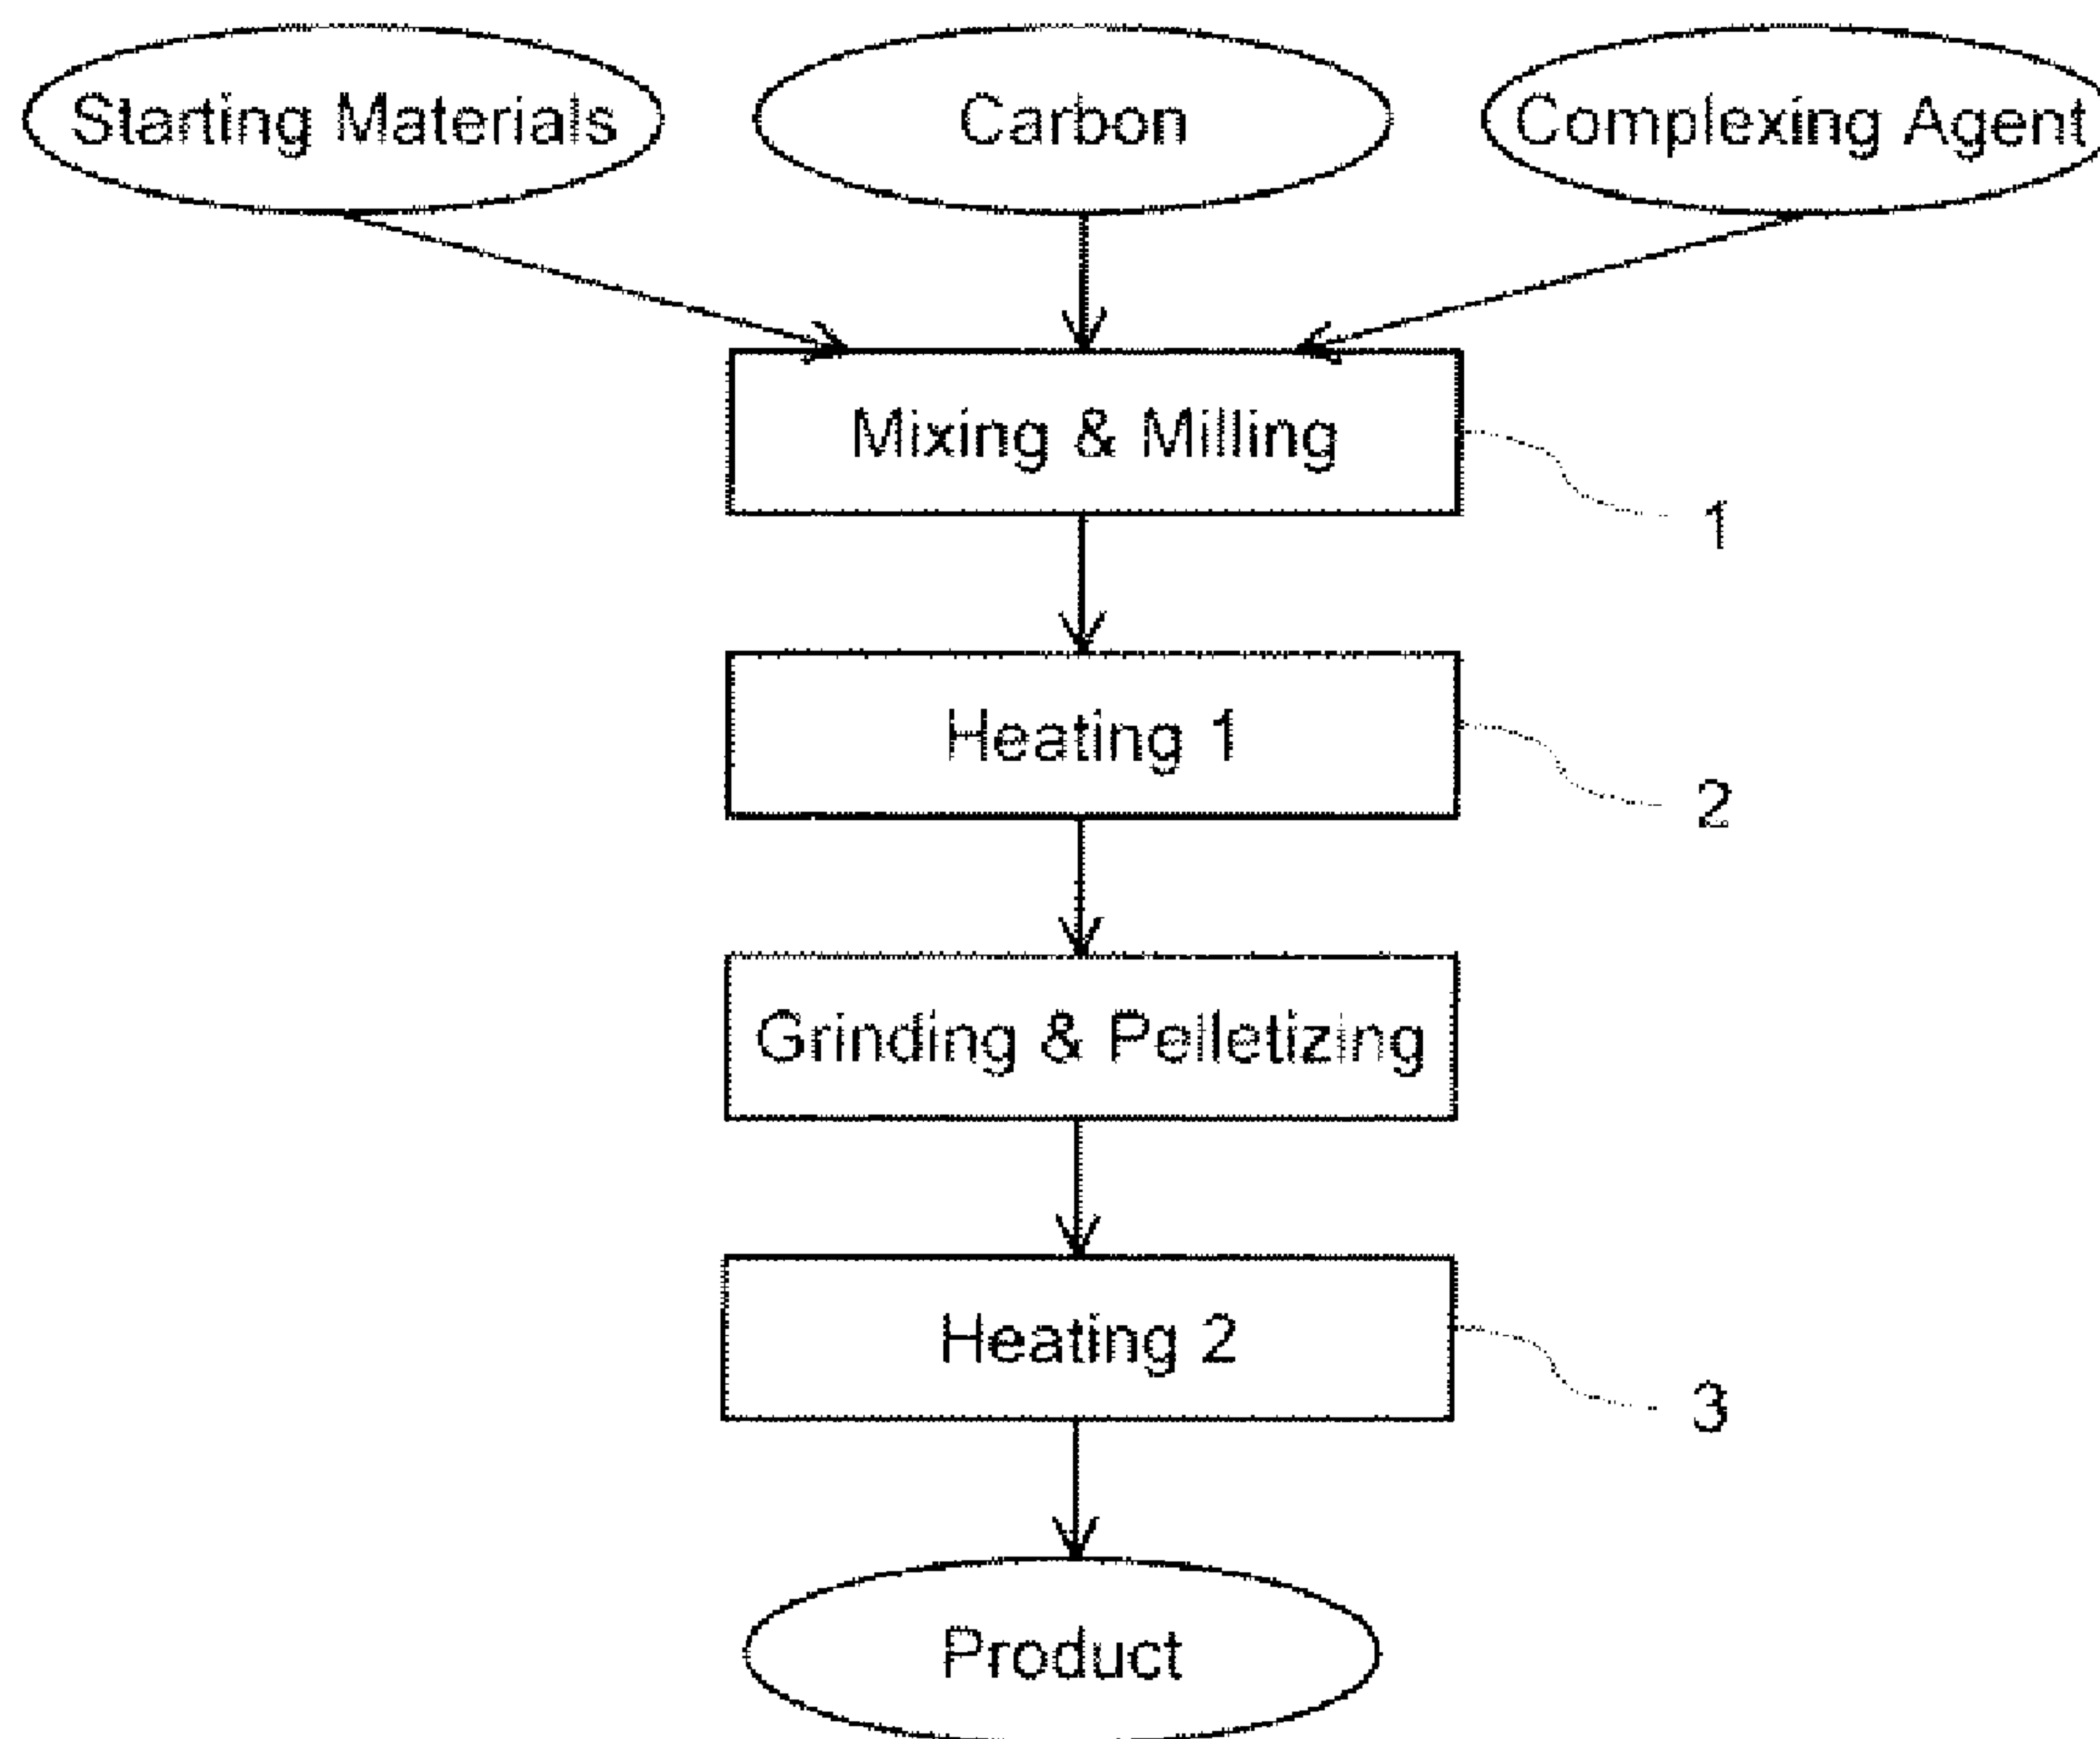 Starting Materials
Carbon
Complexing Agent
Mixing & Milling
1
Heating 1
2
Grinding & Pelletizing
Heating 2
3
Product